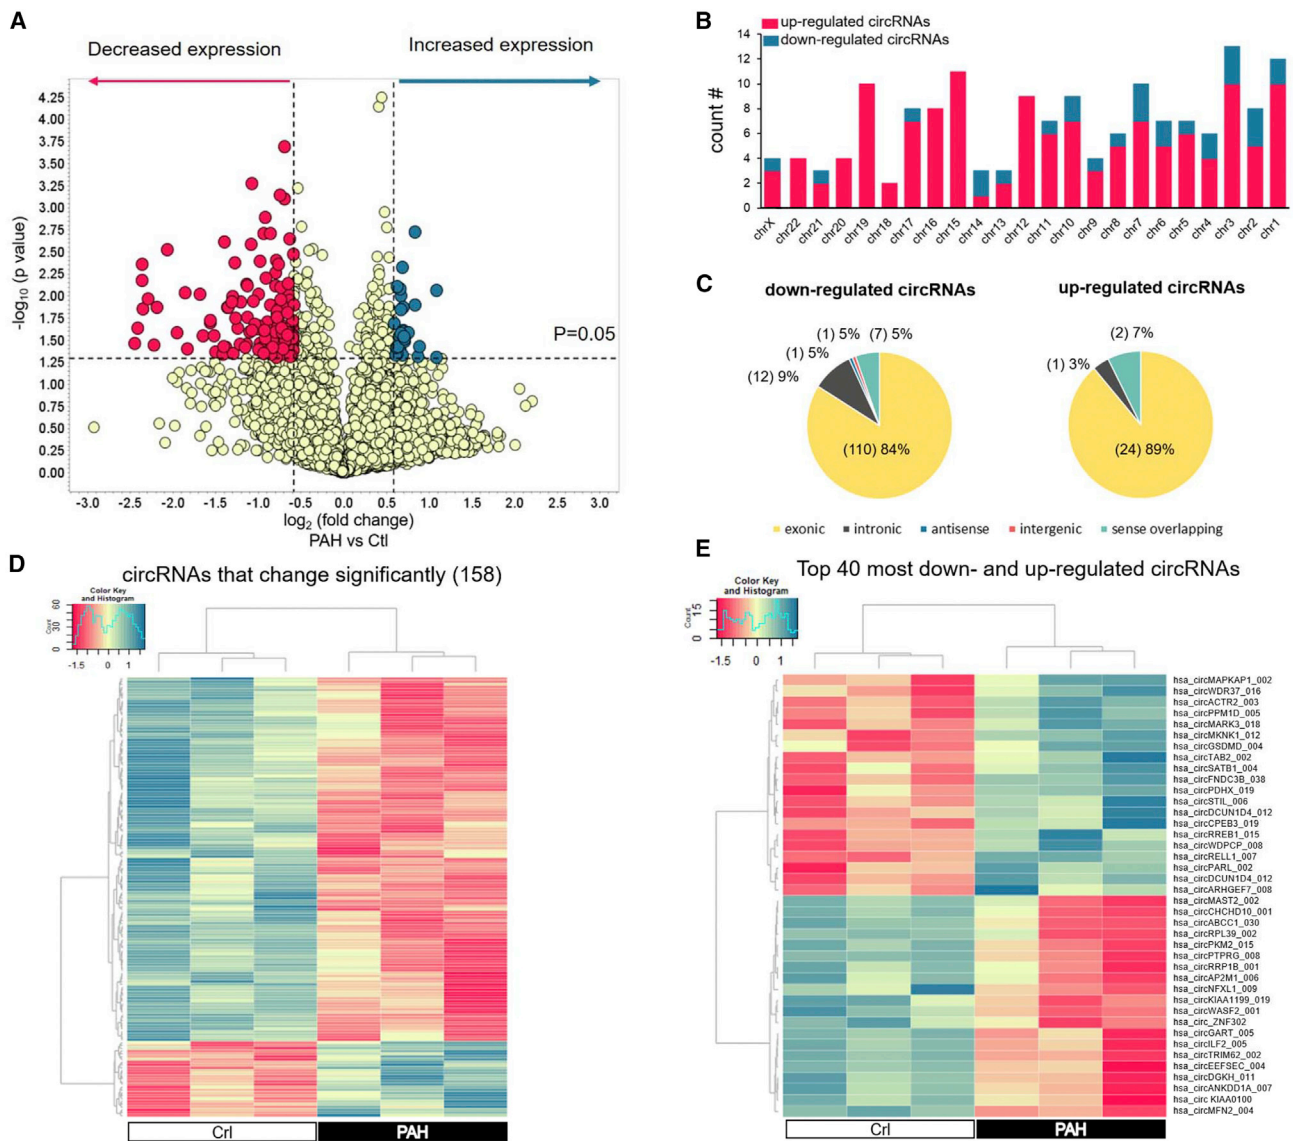 A
Decreased expression
Increased expression
4.25
4.00
3.75
3.50
3.25
3.00
2.75
2.50
2.25
2.00
1.75
1.50
1.25
1.00
0.75
0.50
0.25
0.00
-log10 (p value)
P=0.05
-3.0 -2.5 -2.0 -1.5 -1.0 -0.5 0.0 0.5 1.0 1.5 2.0 2.5 3.0
log2 (fold change)
PAH vs Ctl
B
up-regulated circRNAs
down-regulated circRNAs
count #
14
12
10
8
6
4
2
0
chrX chr22 chr21 chr20 chr19 chr18 chr17 chr16 chr15 chr14 chr13 chr12 chr11 chr10 chr9 chr8 chr7 chr6 chr5 chr4 chr3 chr2 chr1
C
down-regulated circRNAs
(1) 5% (7) 5%
(1) 5%
(12) 9%
(110) 84%
up-regulated circRNAs
(2) 7%
(1) 3%
(24) 89%
exonic intronic antisense intergenic sense overlapping
D
circRNAs that change significantly (158)
Color Key
and Histogram
Count
60
30
0
-1.5 0 1
Crl PAH
E
Top 40 most down- and up-regulated circRNAs
Color Key
and Histogram
Count
15
0
-1.5 0 1
hsa_circMAPKAP1_002
hsa_circWDR37_016
hsa_circACTR2_003
hsa_circPPM1D_005
hsa_circMARK3_018
hsa_circMKNK1_012
hsa_circGSDMD_004
hsa_circTAB2_002
hsa_circSATB1_004
hsa_circFNDC3B_038
hsa_circPDHX_019
hsa_circSTIL_006
hsa_circDCUN1D4_012
hsa_circCPEB3_019
hsa_circRREB1_015
hsa_circWDPCP_008
hsa_circRELL1_007
hsa_circPARL_002
hsa_circDCUN1D4_012
hsa_circARHGEF7_008
hsa_circMAST2_002
hsa_circCHCHD10_001
hsa_circABCC1_030
hsa_circRPL39_002
hsa_circPKM2_015
hsa_circPTPRG_008
hsa_circRRP1B_001
hsa_circAP2M1_006
hsa_circNFXL1_009
hsa_circKIAA1199_019
hsa_circWASF2_001
hsa_circ_ZNF302
hsa_circGART_005
hsa_circILF2_005
hsa_circTRIM62_002
hsa_circEEFSEC_004
hsa_circDGKH_011
hsa_circANKDD1A_007
hsa_circ KIAA0100
hsa_circMFN2_004
Crl PAH